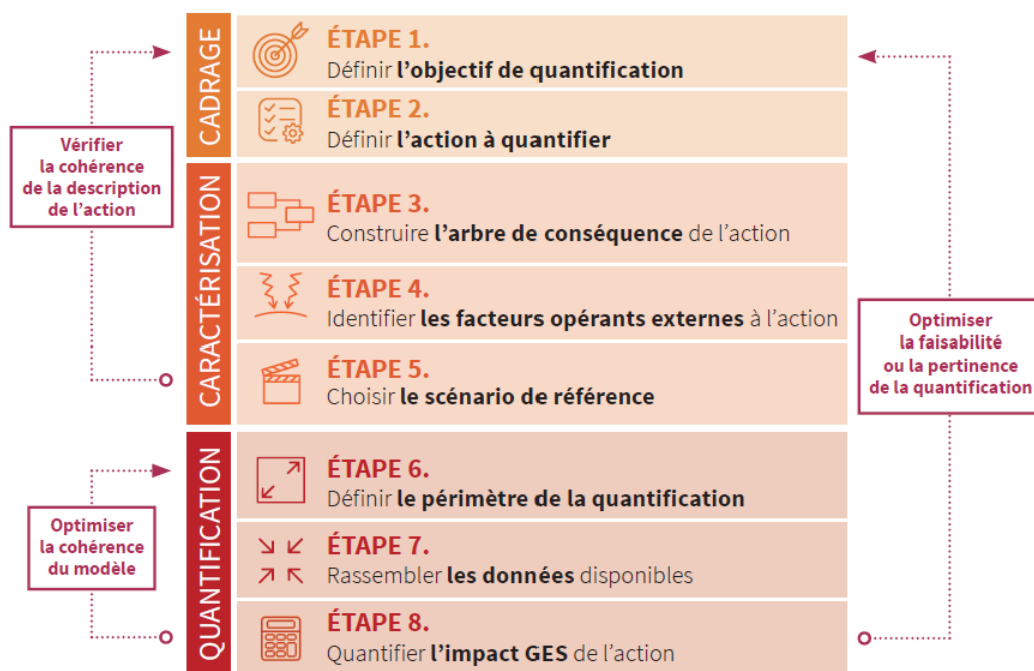 CADRAGE
ÉTAPE 1.
Définir l'objectif de quantification
ÉTAPE 2.
Définir l'action à quantifier
Vérifier
la cohérence
de la description
de l'action
CARACTÉRISATION
ÉTAPE 3.
Construire l'arbre de conséquence de l'action
ÉTAPE 4.
Identifier les facteurs opérants externes à l'action
ÉTAPE 5.
Choisir le scénario de référence
Optimiser
la faisabilité
ou la pertinence
de la quantification
QUANTIFICATION
ÉTAPE 6.
Définir le périmètre de la quantification
ÉTAPE 7.
Rassembler les données disponibles
ÉTAPE 8.
Quantifier l'impact GES de l'action
Optimiser
la cohérence
du modèle